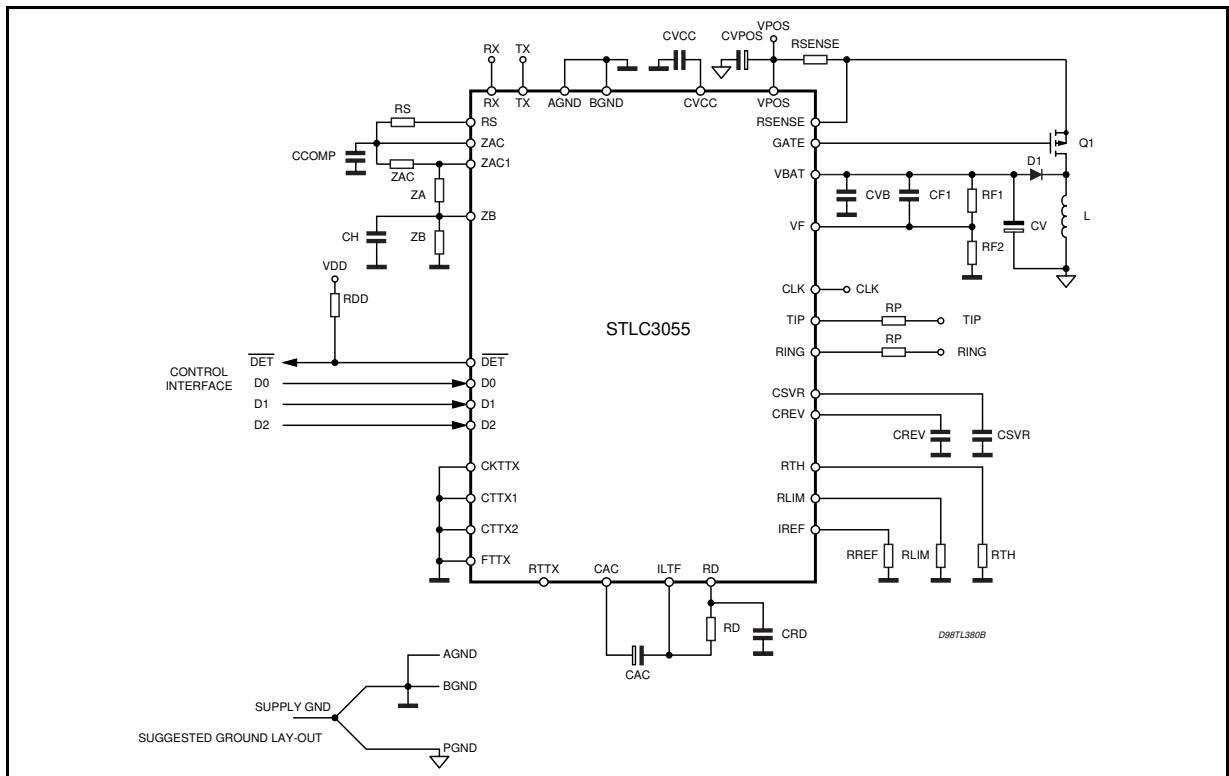 VPOS
RX TX CVCC CVPOS RSENSE
RX TX AGND BGND CVCC VPOS
RS RS RSENSE
ZAC GATE Q1
CCOMP ZAC ZAC1 VBAT D1
ZA CVB CF1 RF1 L
ZB CV
CH ZB VF RF2
VDD
RDD CLK CLK
RP
STLC3055 TIP TIP
RP
RING RING
DET DET
CONTROL
INTERFACE
D0 D0 CSVR
D1 D1 CREV
D2 D2 CREV CSVR
CKTTX RTH
CTTX1 RLIM
CTTX2 IREF
FTTX RREF RLIM RTH
RTTX CAC ILTF RD
RD CRD
D98TL380B
CAC
AGND
BGND
SUPPLY GND
SUGGESTED GROUND LAY-OUT
PGND